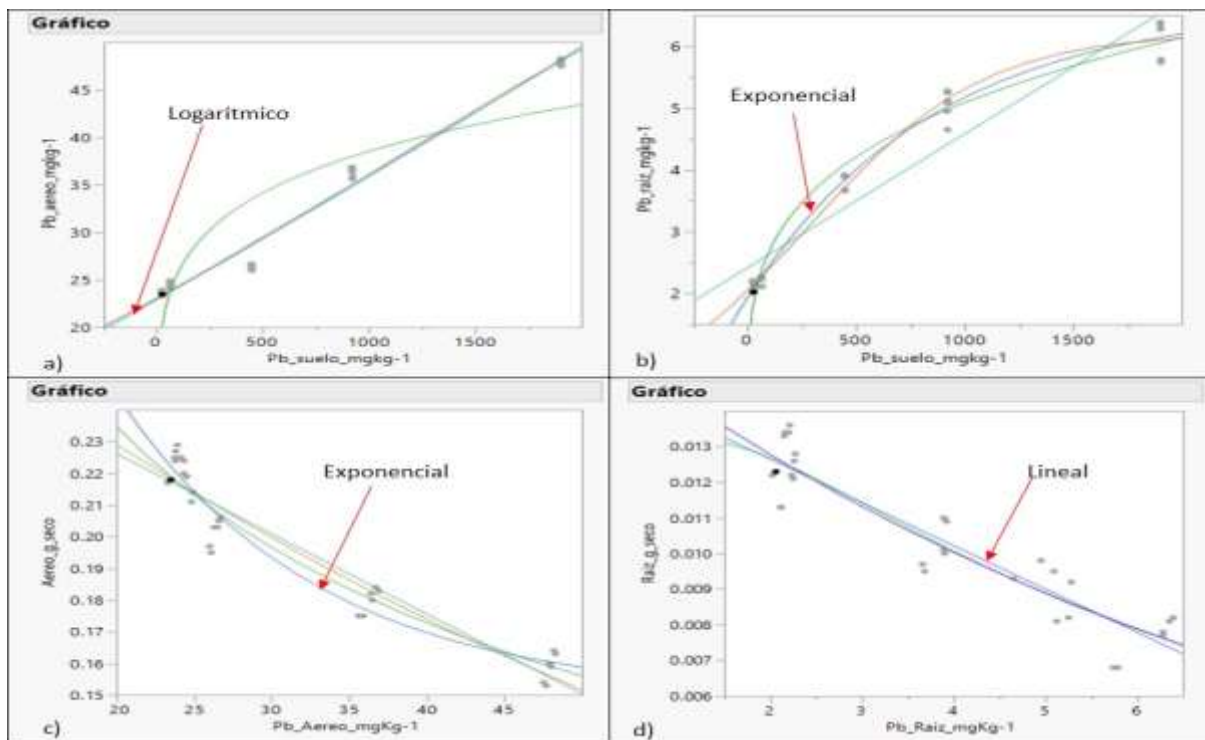 Gráfico
Logarítmico
Pb_aereo_mgkg-1
45
40
35
30
25
20
0
500
1000
1500
Pb_suelo_mgkg-1
a)
Exponencial
Pb_raiz_mgkg-1
6
5
4
3
2
0
500
1000
1500
Pb_suelo_mgkg-1
b)
Gráfico
Exponencial
Aereo_g_seco
0.23
0.22
0.21
0.20
0.19
0.18
0.17
0.16
0.15
20
25
30
35
40
45
Pb_Aereo_mgKg-1
c)
Gráfico
Lineal
Raiz_g_seco
0.013
0.012
0.011
0.010
0.009
0.008
0.007
0.006
2
3
4
5
6
Pb_Raiz_mgKg-1
d)